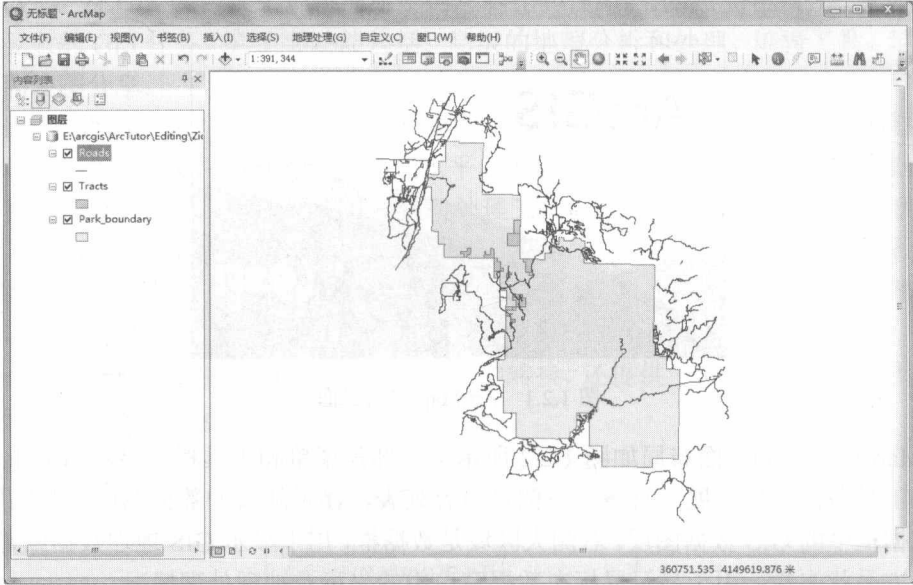 无标题 - ArcMap
文件(F) 编辑(E) 视图(V) 书签(B) 插入(I) 选择(S) 地理处理(G) 自定义(C) 窗口(W) 帮助(H)
1:391,344
内容列表
图层
E:\arcgis\ArcTutor\Editing\Zio
Roads
Tracts
Park_boundary
360751.535 4149619.876 米